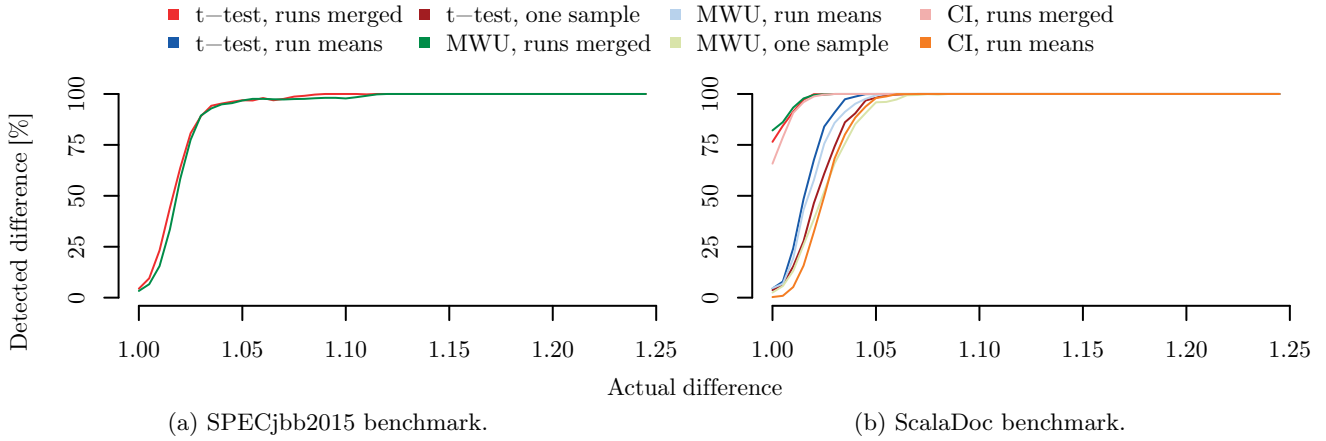 t−test, runs merged t−test, one sample MWU, run means CI, runs merged
t−test, run means MWU, runs merged MWU, one sample CI, run means
Detected difference [%]
100
75
50
25
0
1.00 1.05 1.10 1.15 1.20 1.25
100
75
50
25
0
1.00 1.05 1.10 1.15 1.20 1.25
Actual difference
(a) SPECjbb2015 benchmark.
(b) ScalaDoc benchmark.